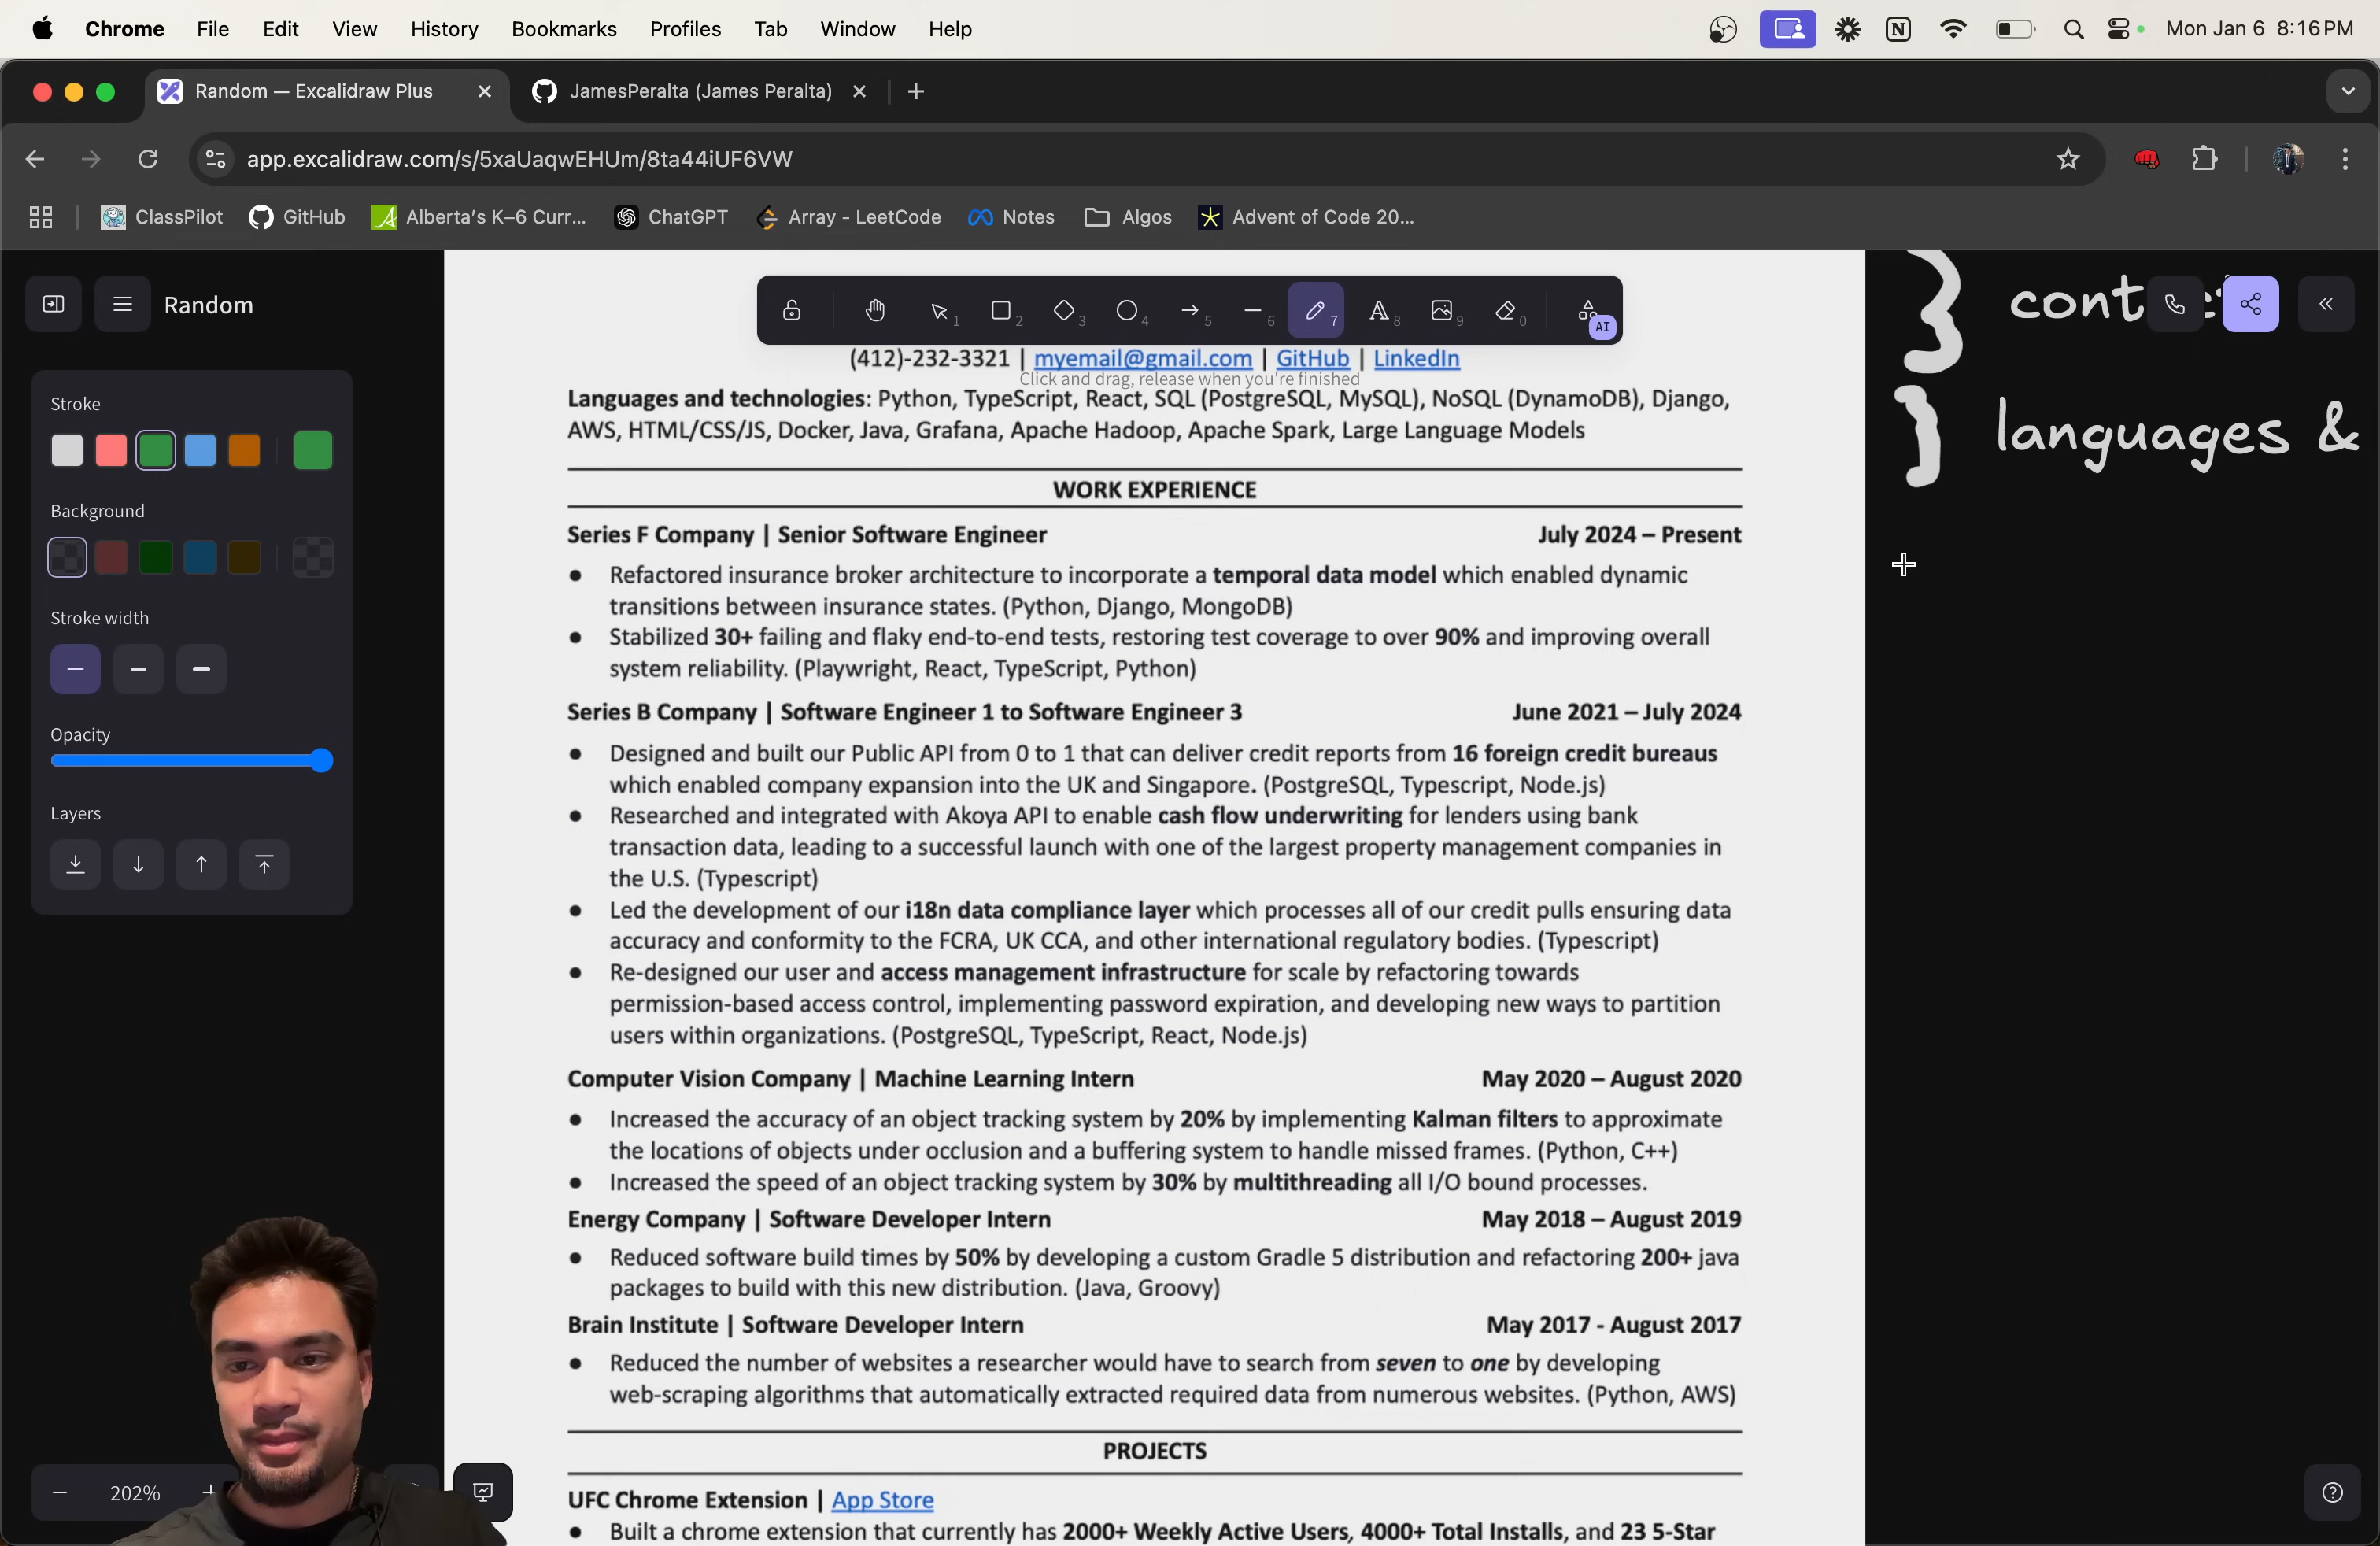 Chrome File Edit View History Bookmarks Profiles Tab Window Help Mon Jan 6 8:16 PM
Random — Excalidraw Plus JamesPeralta (James Peralta)
app.excalidraw.com/s/5xaUaqwEHUm/8ta44iUF6VW
ClassPilot GitHub Alberta's K–6 Curr... ChatGPT Array - LeetCode Notes Algos Advent of Code 20...
Random
1 2 3 4 5 6 7 8 9 0 AI
(412)-232-3321 | myemail@gmail.com | GitHub | LinkedIn
Click and drag, release when you're finished
Languages and technologies: Python, TypeScript, React, SQL (PostgreSQL, MySQL), NoSQL (DynamoDB), Django,
AWS, HTML/CSS/JS, Docker, Java, Grafana, Apache Hadoop, Apache Spark, Large Language Models
WORK EXPERIENCE
Series F Company | Senior Software Engineer July 2024 – Present
● Refactored insurance broker architecture to incorporate a temporal data model which enabled dynamic
transitions between insurance states. (Python, Django, MongoDB)
● Stabilized 30+ failing and flaky end-to-end tests, restoring test coverage to over 90% and improving overall
system reliability. (Playwright, React, TypeScript, Python)
Series B Company | Software Engineer 1 to Software Engineer 3 June 2021 – July 2024
● Designed and built our Public API from 0 to 1 that can deliver credit reports from 16 foreign credit bureaus
which enabled company expansion into the UK and Singapore. (PostgreSQL, Typescript, Node.js)
● Researched and integrated with Akoya API to enable cash flow underwriting for lenders using bank
transaction data, leading to a successful launch with one of the largest property management companies in
the U.S. (Typescript)
● Led the development of our i18n data compliance layer which processes all of our credit pulls ensuring data
accuracy and conformity to the FCRA, UK CCA, and other international regulatory bodies. (Typescript)
● Re-designed our user and access management infrastructure for scale by refactoring towards
permission-based access control, implementing password expiration, and developing new ways to partition
users within organizations. (PostgreSQL, TypeScript, React, Node.js)
Computer Vision Company | Machine Learning Intern May 2020 – August 2020
● Increased the accuracy of an object tracking system by 20% by implementing Kalman filters to approximate
the locations of objects under occlusion and a buffering system to handle missed frames. (Python, C++)
● Increased the speed of an object tracking system by 30% by multithreading all I/O bound processes.
Energy Company | Software Developer Intern May 2018 – August 2019
● Reduced software build times by 50% by developing a custom Gradle 5 distribution and refactoring 200+ java
packages to build with this new distribution. (Java, Groovy)
Brain Institute | Software Developer Intern May 2017 - August 2017
● Reduced the number of websites a researcher would have to search from seven to one by developing
web-scraping algorithms that automatically extracted required data from numerous websites. (Python, AWS)
PROJECTS
UFC Chrome Extension | App Store
● Built a chrome extension that currently has 2000+ Weekly Active Users, 4000+ Total Installs, and 23 5-Star
languages &
Stroke
Background
Stroke width
Opacity
Layers
202%